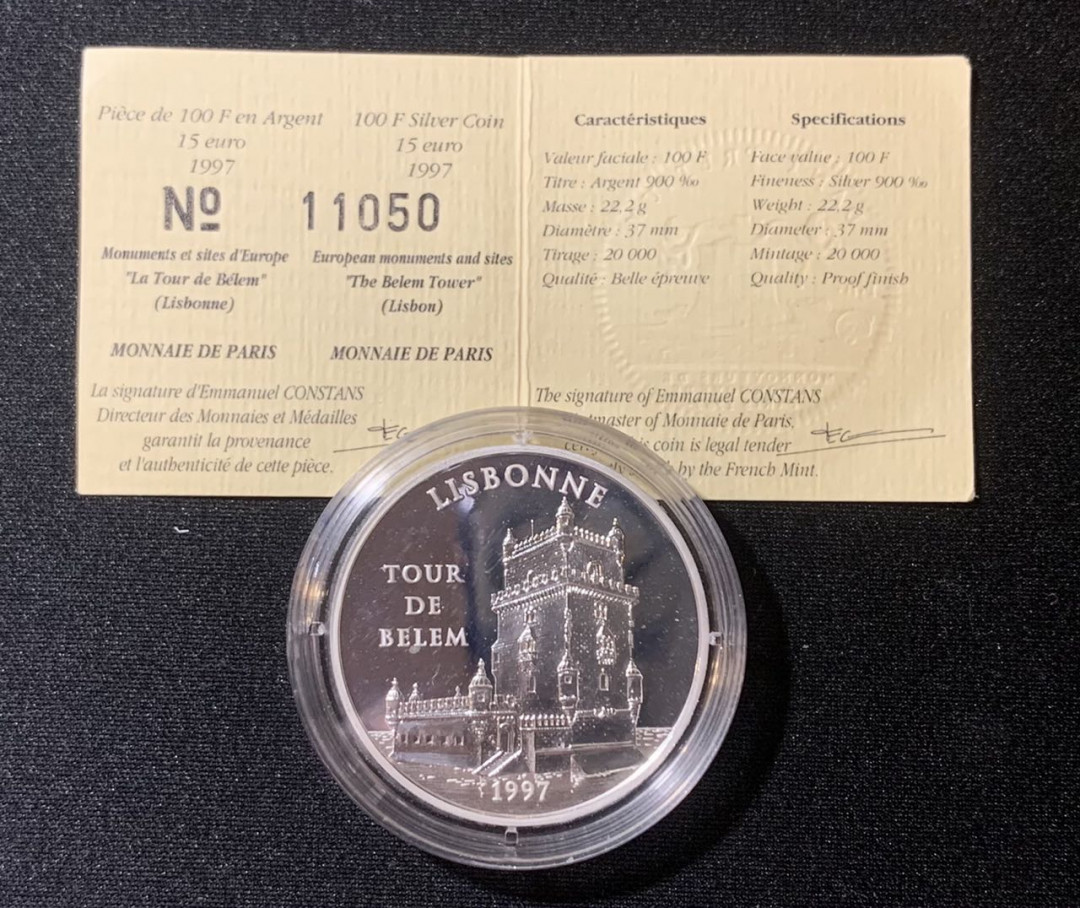 Pièce de 100 F en Argent
15 euro
1997
100 F Silver Coin
15 euro
1997
Nº 11050
Monuments et sites d'Europe
"La Tour de Bélem"
(Lisbonne)
European monuments and sites
"The Belem Tower"
(Lisbon)
MONNAIE DE PARIS
MONNAIE DE PARIS
La signature d'Emmanuel CONSTANS
Directeur des Monnaies et Médailles
garantit la provenance
et l'authenticité de cette pièce.
Caractéristiques
Valeur faciale : 100 F
Titre : Argent 900 ‰
Masse : 22,2 g
Diamètre : 37 mm
Tirage : 20 000
Qualité : Belle épreuve
Specifications
Face value : 100 F
Fineness : Silver 900 ‰
Weight : 22,2 g
Diameter : 37 mm
Mintage : 20 000
Quality : Proof finish
The signature of Emmanuel CONSTANS
of Monnaie de Paris,
coin is legal tender
by the French Mint.
LISBONNE
TOUR
DE
BELEM
1997